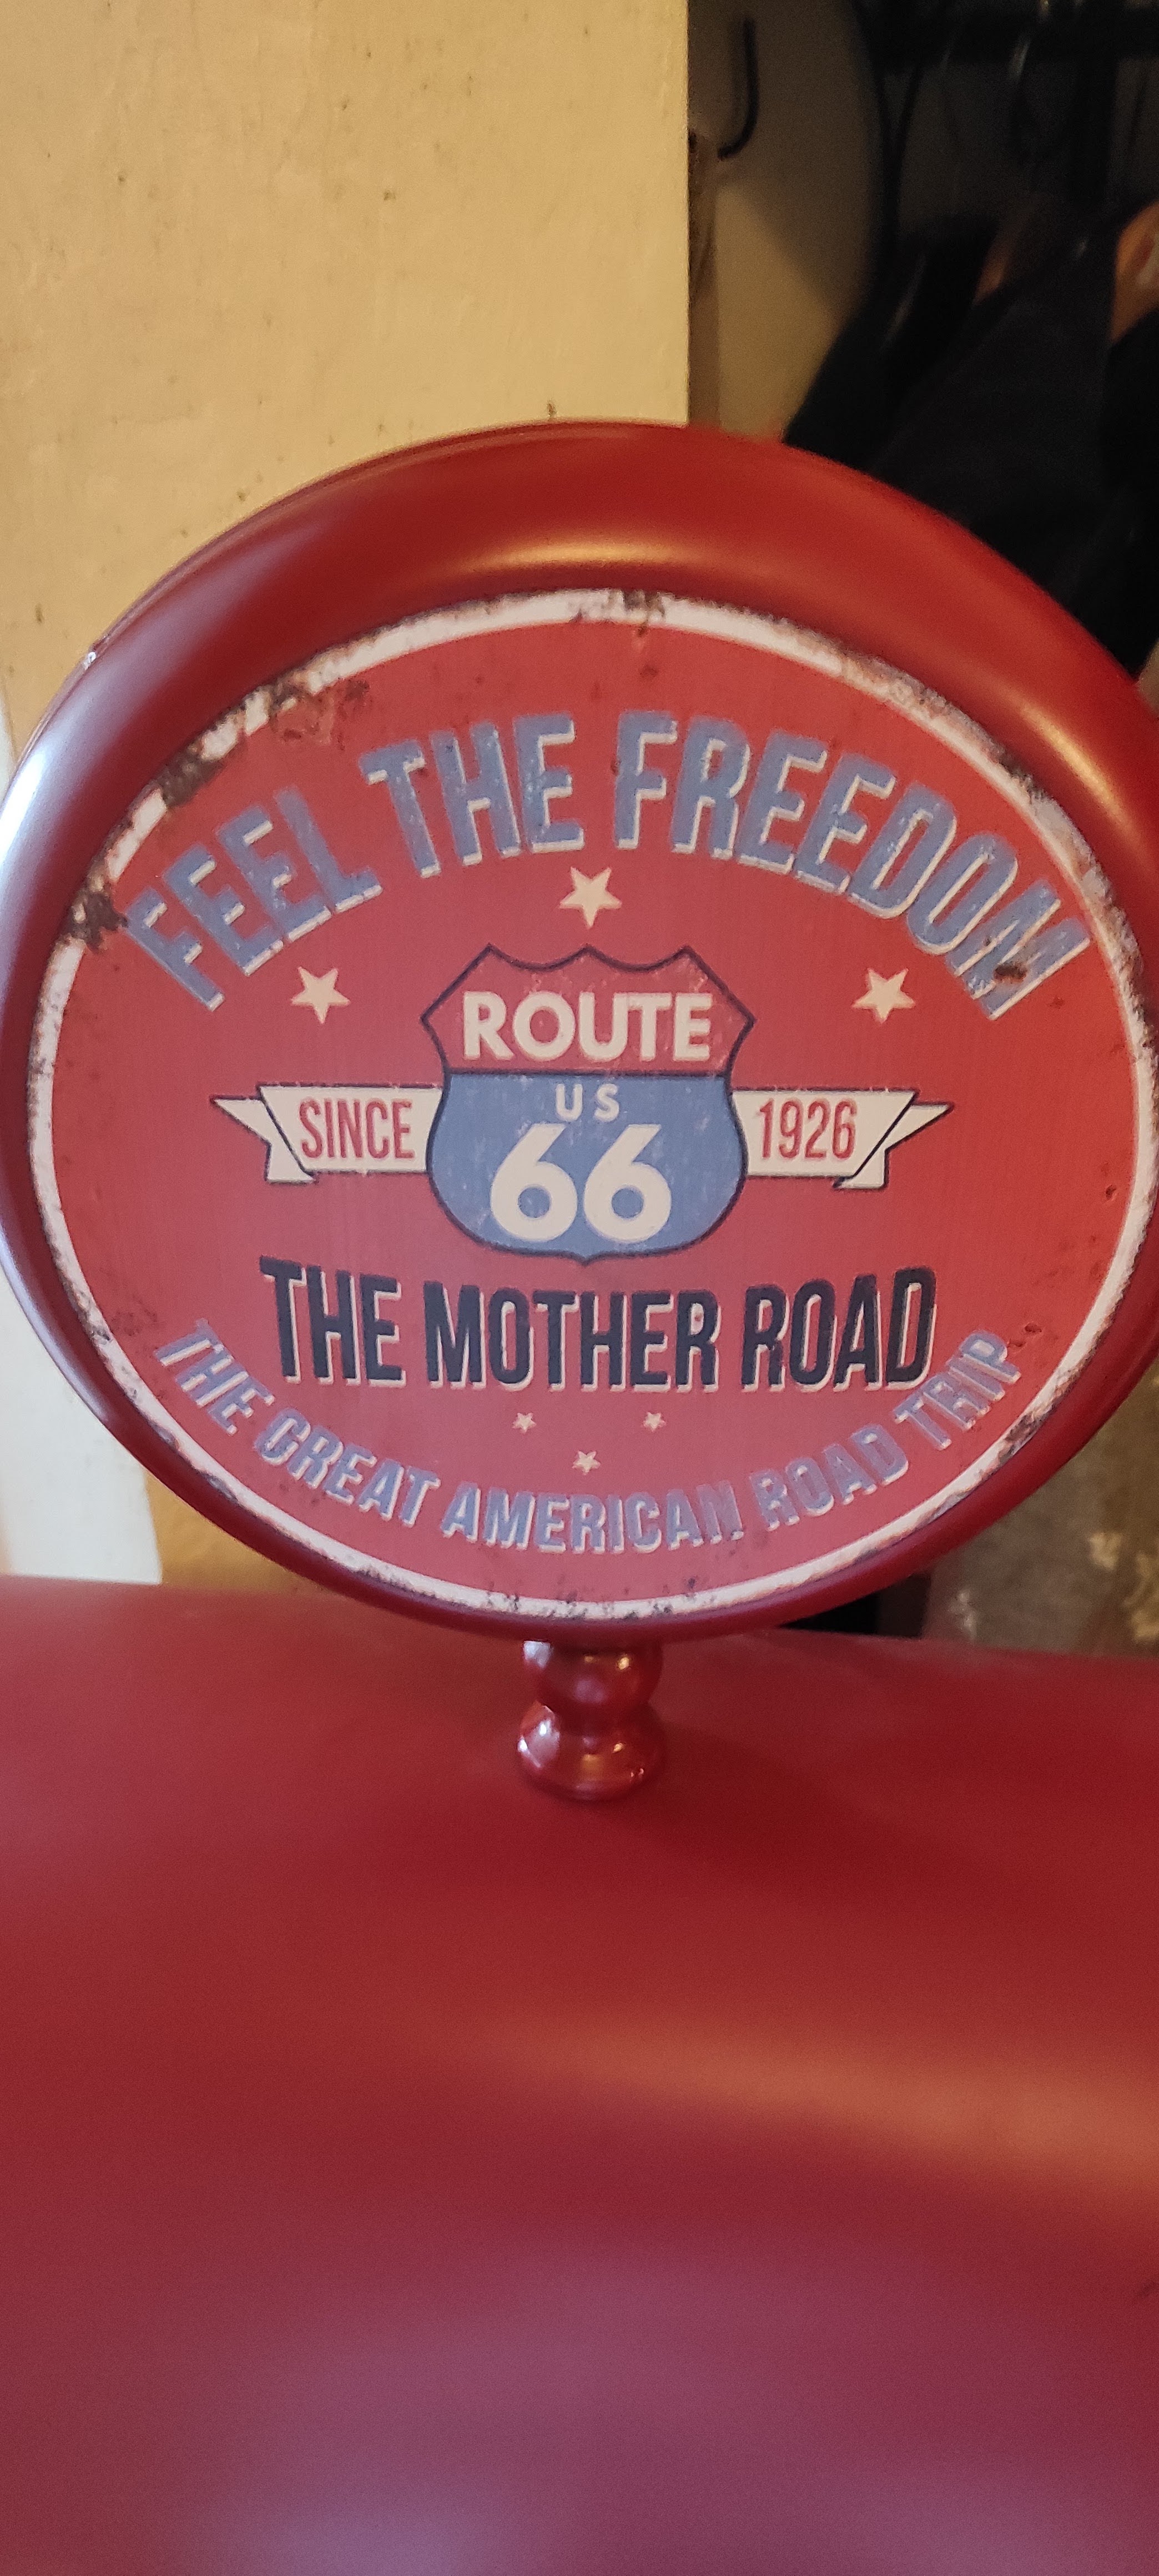 FEEL THE FREEDOM
ROUTE
US
SINCE 66 1926
THE MOTHER ROAD
THE GREAT AMERICAN ROAD TRIP